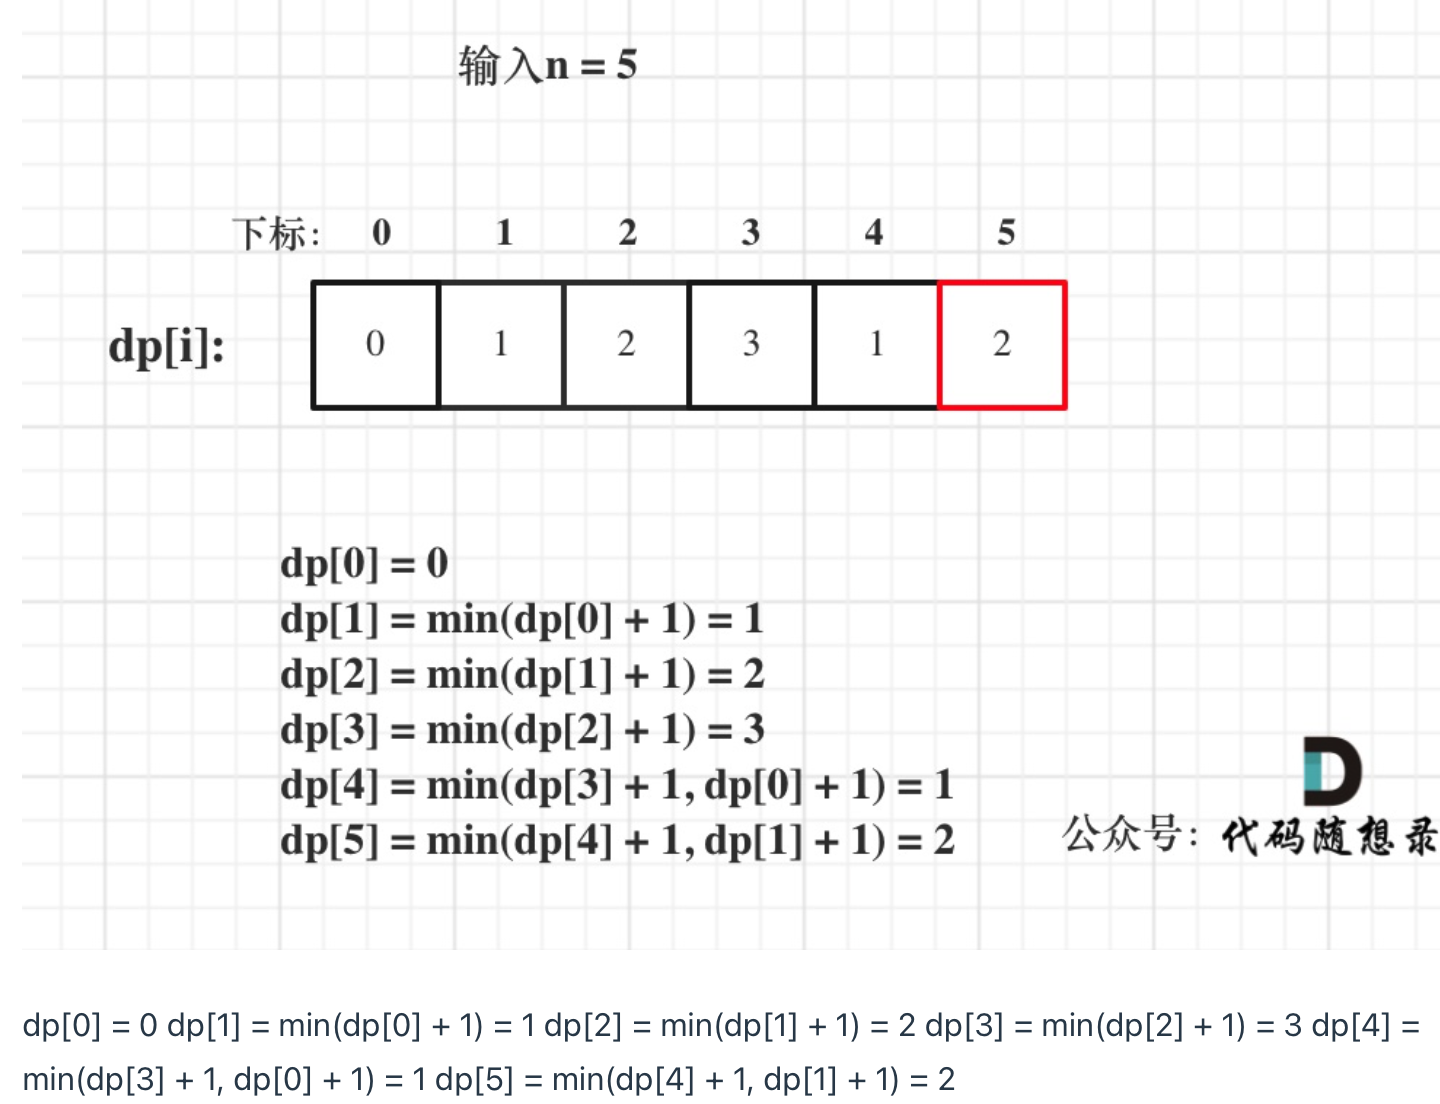 输入n = 5
下标： 0 1 2 3 4 5
dp[i]: 0 1 2 3 1 2
dp[0] = 0
dp[1] = min(dp[0] + 1) = 1
dp[2] = min(dp[1] + 1) = 2
dp[3] = min(dp[2] + 1) = 3
dp[4] = min(dp[3] + 1, dp[0] + 1) = 1
dp[5] = min(dp[4] + 1, dp[1] + 1) = 2
公众号：代码随想录
dp[0] = 0 dp[1] = min(dp[0] + 1) = 1 dp[2] = min(dp[1] + 1) = 2 dp[3] = min(dp[2] + 1) = 3 dp[4] =
min(dp[3] + 1, dp[0] + 1) = 1 dp[5] = min(dp[4] + 1, dp[1] + 1) = 2